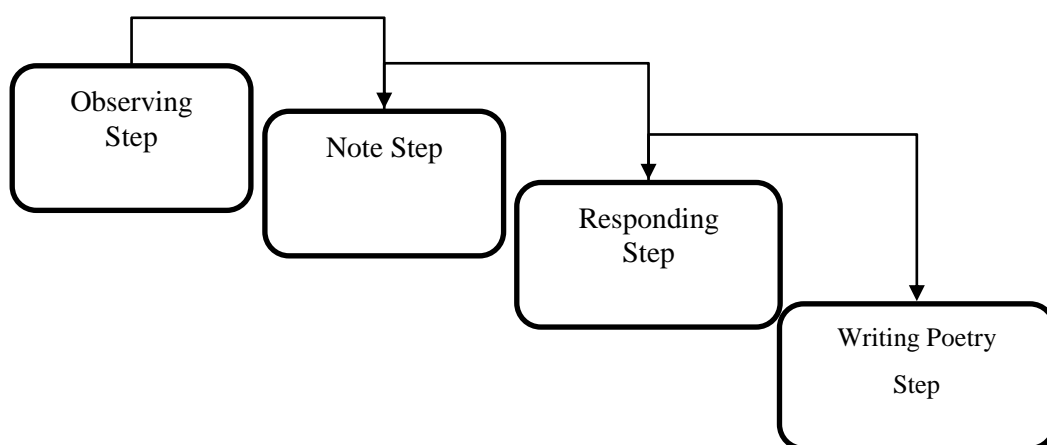 Observing
Step
Note Step
Responding
Step
Writing Poetry
Step